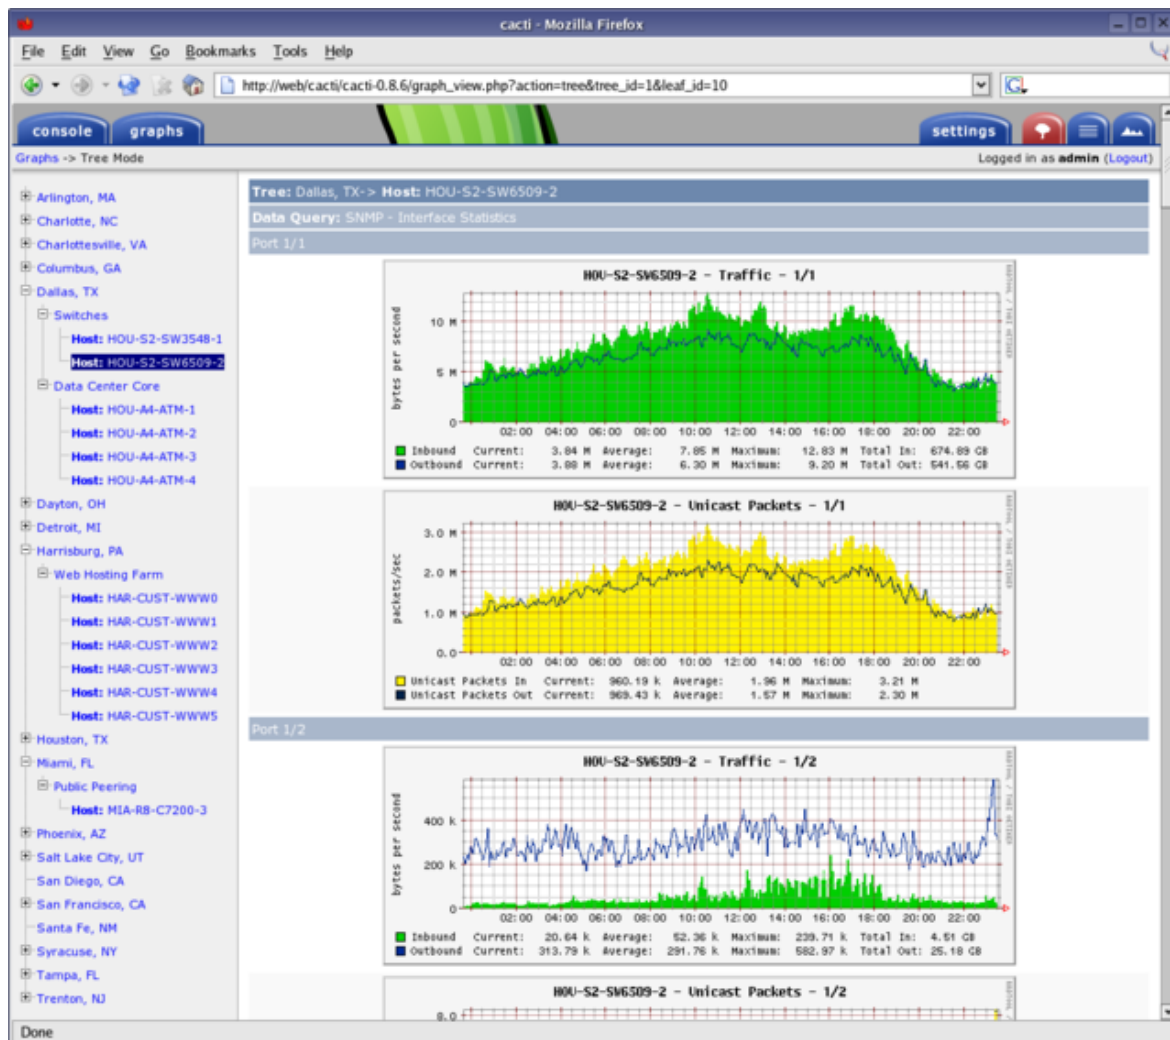 cacti - Mozilla Firefox
File Edit View Go Bookmarks Tools Help
http://web/cacti/cacti-0.8.6/graph_view.php?action=tree&tree_id=1&leaf_id=10
console graphs settings
Graphs -> Tree Mode Logged in as admin (Logout)
Arlington, MA
Charlotte, NC
Charlottesville, VA
Columbus, GA
Dallas, TX
Switches
Host: HOU-S2-SW3548-1
Host: HOU-S2-SW6509-2
Data Center Core
Host: HOU-A4-ATM-1
Host: HOU-A4-ATM-2
Host: HOU-A4-ATM-3
Host: HOU-A4-ATM-4
Dayton, OH
Detroit, MI
Harrisburg, PA
Web Hosting Farm
Host: HAR-CUST-WWW0
Host: HAR-CUST-WWW1
Host: HAR-CUST-WWW2
Host: HAR-CUST-WWW3
Host: HAR-CUST-WWW4
Host: HAR-CUST-WWW5
Houston, TX
Miami, FL
Public Peering
Host: MIA-R8-C7200-3
Phoenix, AZ
Salt Lake City, UT
San Diego, CA
San Francisco, CA
Santa Fe, NM
Syracuse, NY
Tampa, FL
Trenton, NJ
Tree: Dallas, TX-> Host: HOU-S2-SW6509-2
Data Query: SNMP - Interface Statistics
Port 1/1
HOU-S2-SW6509-2 - Traffic - 1/1
bytes per second
10 M
5 M
0
02:00 04:00 06:00 08:00 10:00 12:00 14:00 16:00 18:00 20:00 22:00
Inbound Current: 3.84 M Average: 7.85 M Maximum: 12.83 M Total In: 674.89 GB
Outbound Current: 3.88 M Average: 6.30 M Maximum: 9.20 M Total Out: 541.56 GB
HOU-S2-SW6509-2 - Unicast Packets - 1/1
packets/sec
3.0 M
2.0 M
1.0 M
0.0
02:00 04:00 06:00 08:00 10:00 12:00 14:00 16:00 18:00 20:00 22:00
Unicast Packets In Current: 960.19 k Average: 1.96 M Maximum: 3.21 M
Unicast Packets Out Current: 969.43 k Average: 1.57 M Maximum: 2.30 M
Port 1/2
HOU-S2-SW6509-2 - Traffic - 1/2
bytes per second
400 k
200 k
0
02:00 04:00 06:00 08:00 10:00 12:00 14:00 16:00 18:00 20:00 22:00
Inbound Current: 20.64 k Average: 52.36 k Maximum: 239.71 k Total In: 4.51 GB
Outbound Current: 313.79 k Average: 291.76 k Maximum: 582.97 k Total Out: 25.18 GB
HOU-S2-SW6509-2 - Unicast Packets - 1/2
8.0
Done